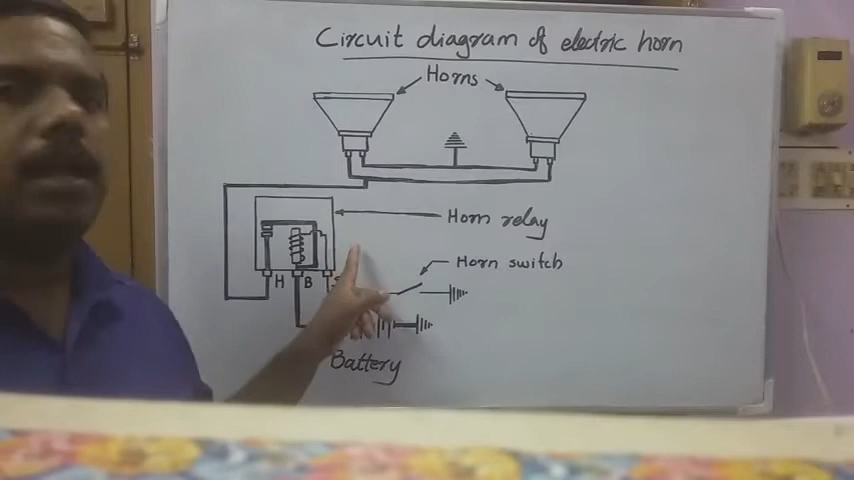 Circuit diagram of electric horn
Horns
Horn relay
Horn switch
H B S
Battery